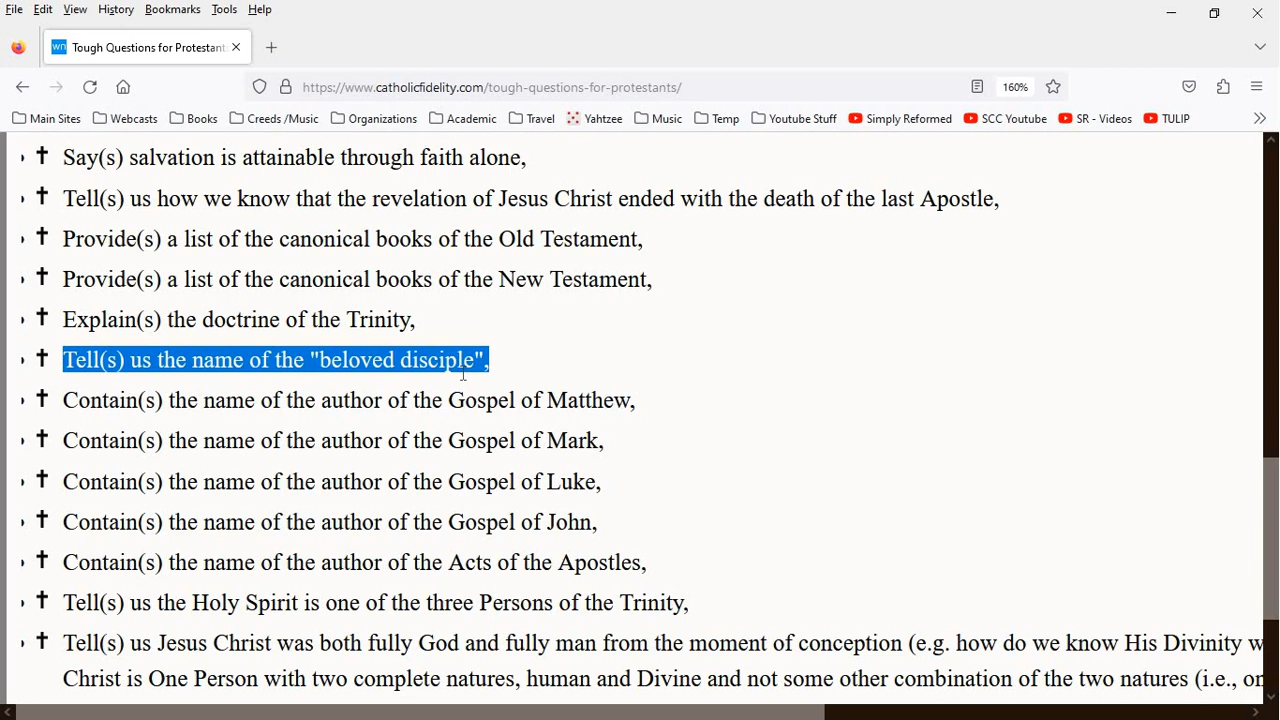 File Edit View History Bookmarks Tools Help
wn Tough Questions for Protestants
https://www.catholicfidelity.com/tough-questions-for-protestants/ 160%
Main Sites Webcasts Books Creeds /Music Organizations Academic Travel Yahtzee Music Temp Youtube Stuff Simply Reformed SCC Youtube SR - Videos TULIP
Say(s) salvation is attainable through faith alone,
Tell(s) us how we know that the revelation of Jesus Christ ended with the death of the last Apostle,
Provide(s) a list of the canonical books of the Old Testament,
Provide(s) a list of the canonical books of the New Testament,
Explain(s) the doctrine of the Trinity,
Tell(s) us the name of the "beloved disciple",
Contain(s) the name of the author of the Gospel of Matthew,
Contain(s) the name of the author of the Gospel of Mark,
Contain(s) the name of the author of the Gospel of Luke,
Contain(s) the name of the author of the Gospel of John,
Contain(s) the name of the author of the Acts of the Apostles,
Tell(s) us the Holy Spirit is one of the three Persons of the Trinity,
Tell(s) us Jesus Christ was both fully God and fully man from the moment of conception (e.g. how do we know His Divinity w
Christ is One Person with two complete natures, human and Divine and not some other combination of the two natures (i.e., on